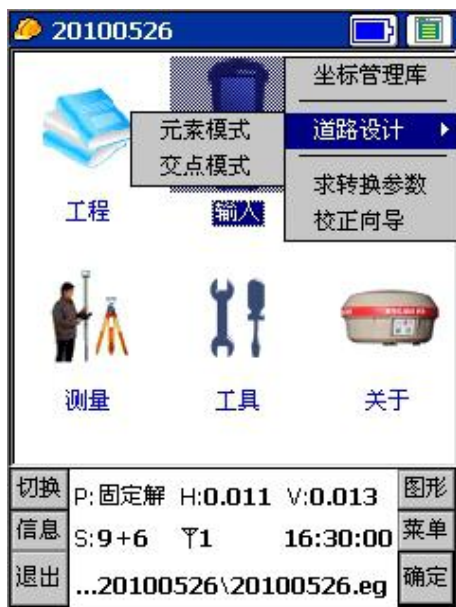 20100526
坐标管理库
元素模式
道路设计
交点模式
求转换参数
校正向导
工程
输入
测量
工具
关于
切换
P:固定解 H:0.011 V:0.013
图形
信息
S:9+6 1 16:30:00
菜单
退出
...20100526\20100526.eg
确定